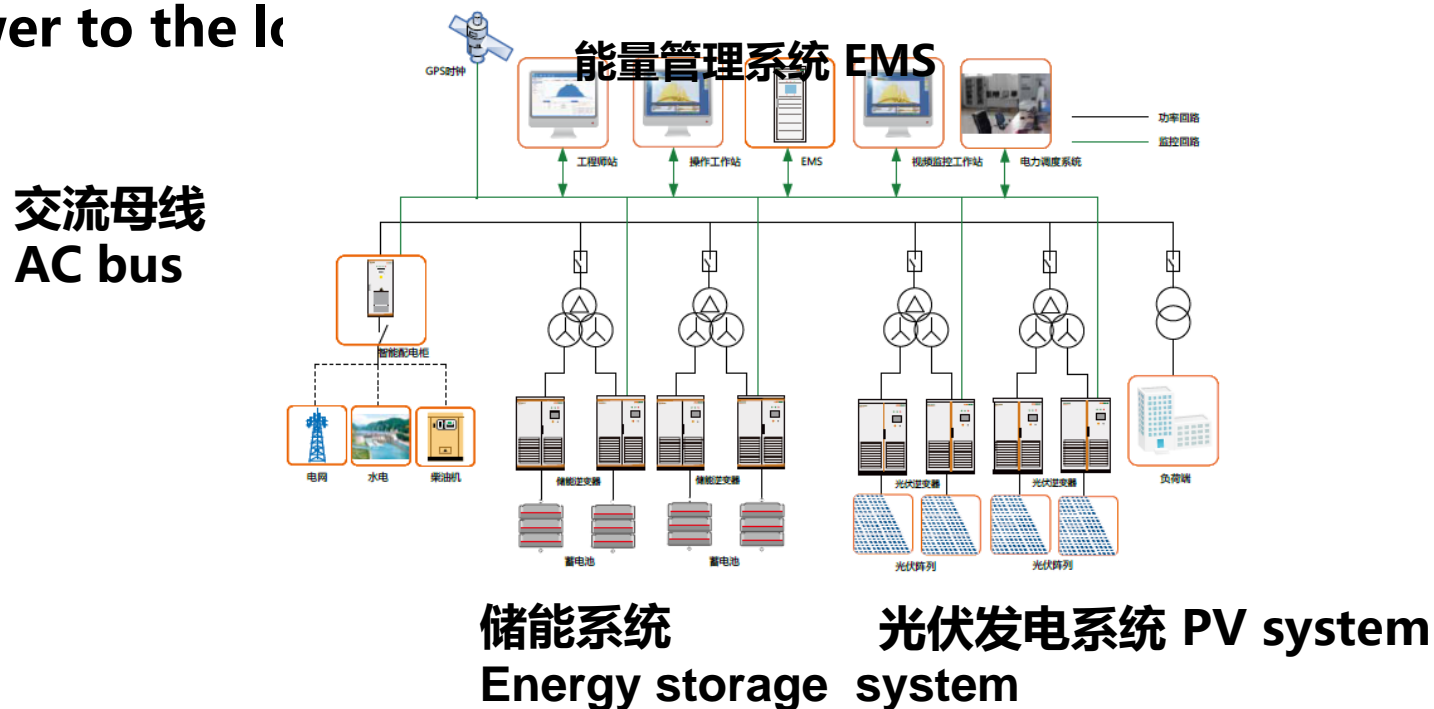 wer to the lo
能量管理系统 EMS
GPS时钟
功率回路
监控回路
工程师站
操作工作站
EMS
视频监控工作站
电力调度系统
交流母线
AC bus
智能配电柜
电网
水电
柴油机
储能逆变器
储能逆变器
光伏逆变器
光伏逆变器
负荷端
蓄电池
蓄电池
光伏阵列
光伏阵列
储能系统
Energy storage system
光伏发电系统 PV system